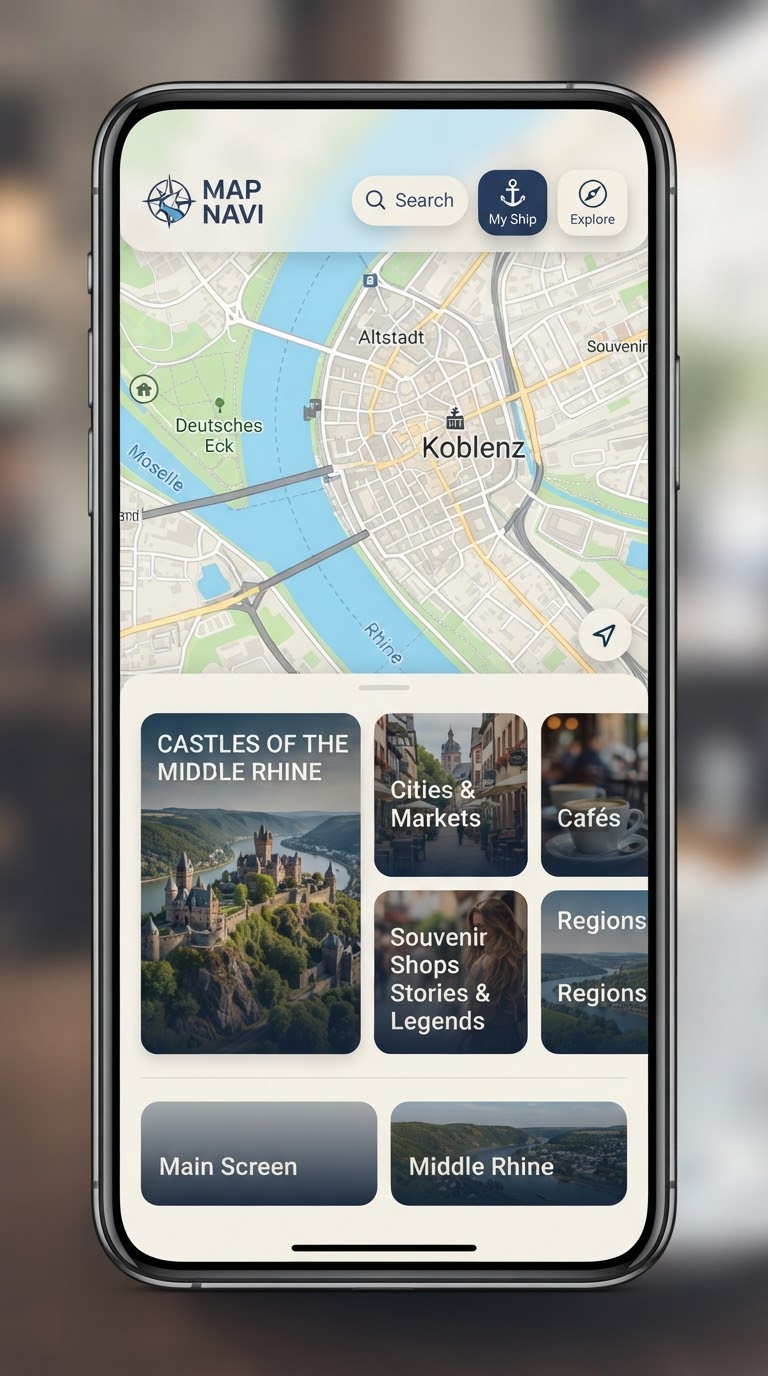 MAP
NAVI
Search
My Ship
Explore
Altstadt
Souvenir
Deutsches
Eck
Koblenz
Moselle
Rhine
CASTLES OF THE
MIDDLE RHINE
Cities &
Markets
Cafés
Souvenir
Shops
Stories &
Legends
Regions
Regions
Main Screen
Middle Rhine